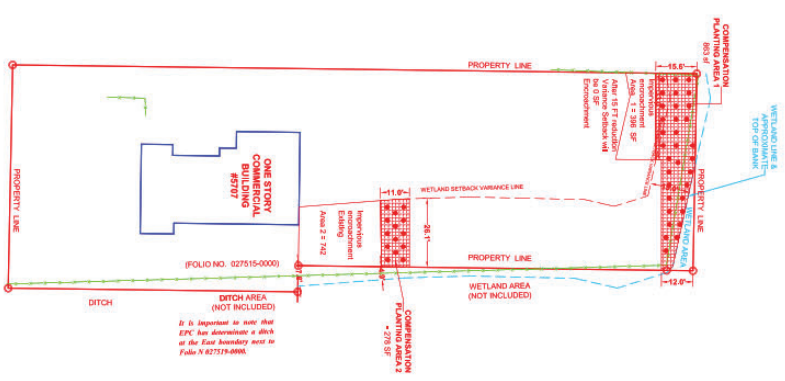 COMPENSATION
PLANTING AREA 1
863 sf
15.6'
PROPERTY LINE
WETLAND LINE &
APPROXIMATE
TOP OF BANK
Impervious
encroachment
Area 1 = 396 SF
After 15 FT reduction
Variance Setback will
be 0 SF
Encroachment
ONE STORY
COMMERCIAL
BUILDING
#5707
WETLAND SETBACK VARIANCE LINE
11.0'
26.1'
Impervious
encroachment
Existing
Area 2 = 742
PROPERTY LINE
PROPERTY LINE
WETLAND AREA
(FOLIO NO. 027515-0000)
PROPERTY LINE
12.0'
WETLAND AREA
(NOT INCLUDED)
DITCH
DITCH AREA
(NOT INCLUDED)
COMPENSATION
PLANTING AREA 2
= 276 SF
It is important to note that
EPC has determinate a ditch
at the East boundary next to
Folio N 027519-0000.